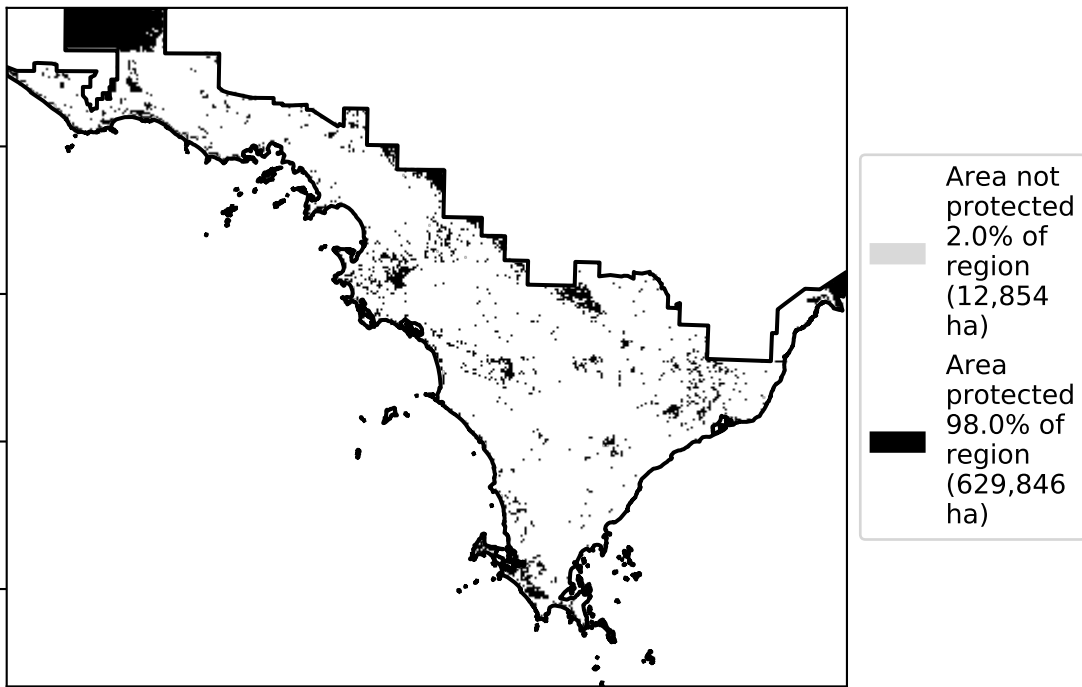 Area not
protected
2.0% of
region
(12,854
ha)
Area
protected
98.0% of
region
(629,846
ha)